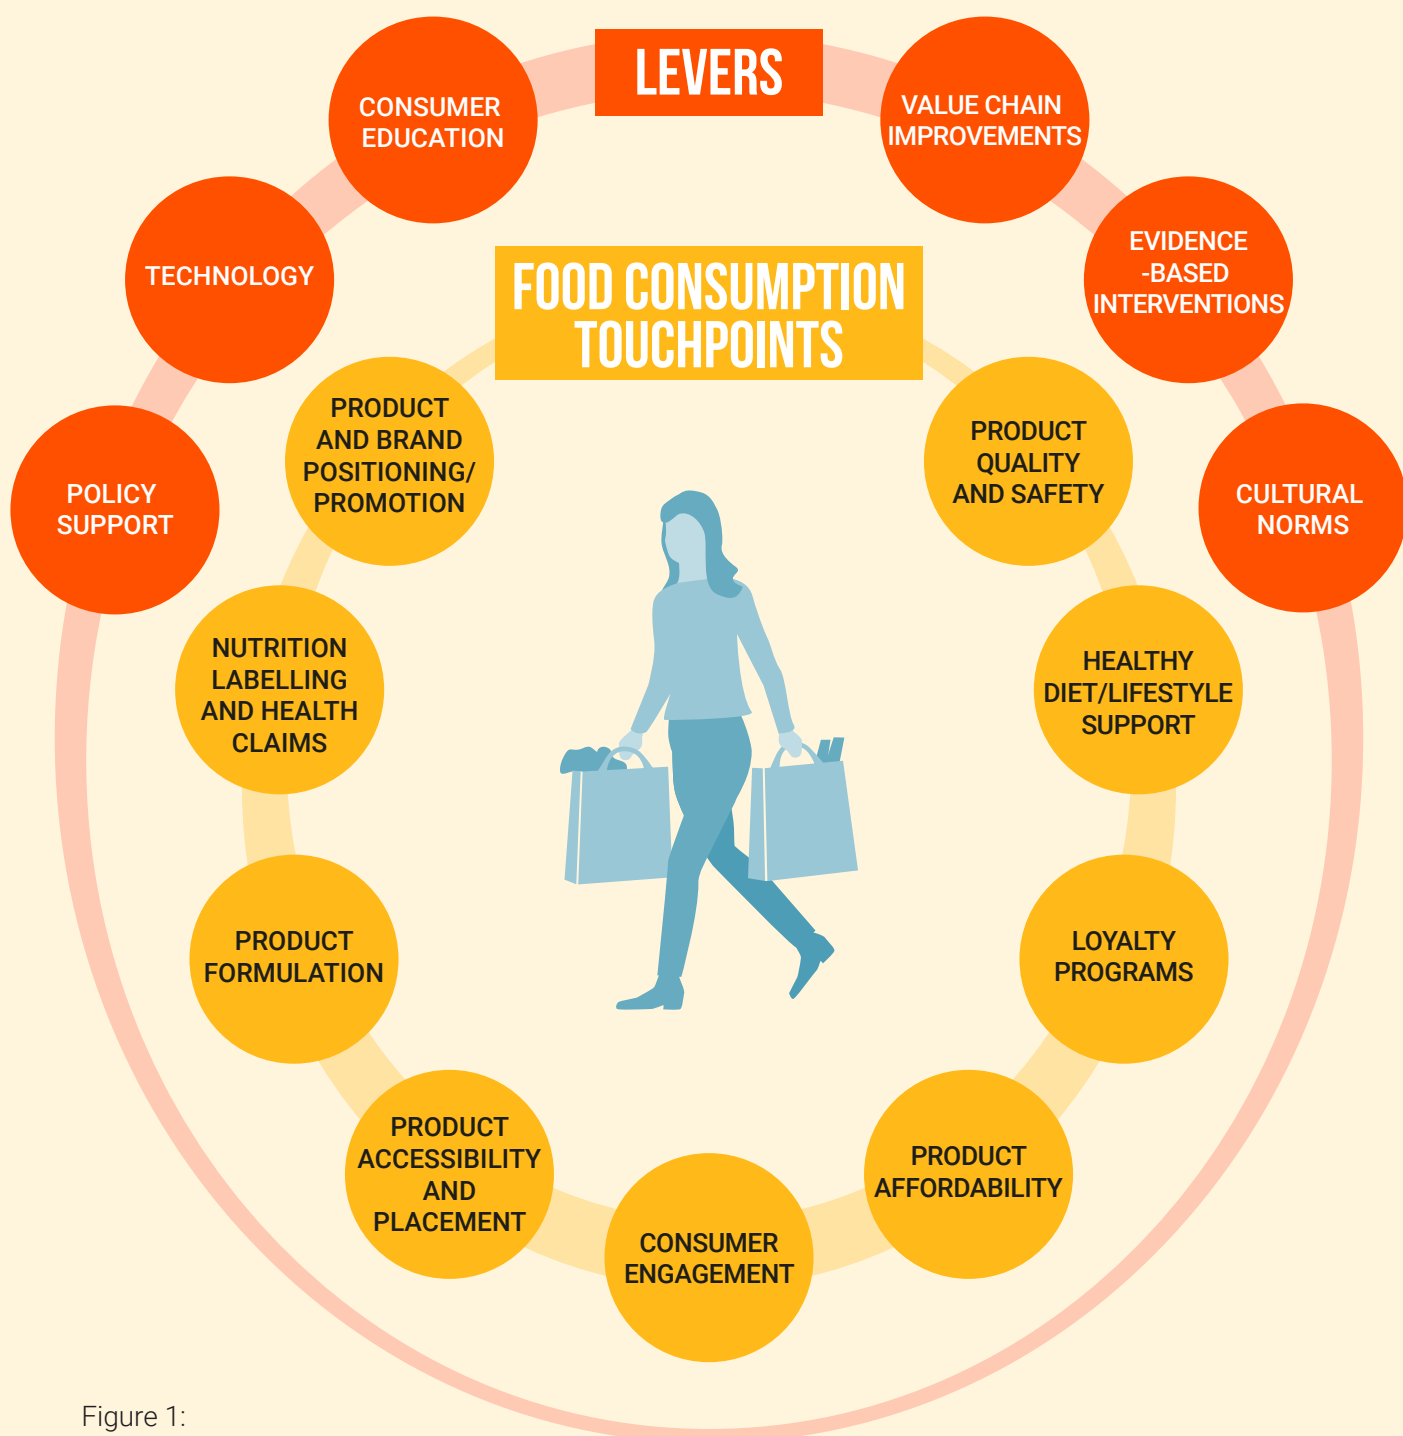 LEVERS
CONSUMER
EDUCATION
VALUE CHAIN
IMPROVEMENTS
TECHNOLOGY
EVIDENCE
-BASED
INTERVENTIONS
POLICY
SUPPORT
CULTURAL
NORMS
FOOD CONSUMPTION
TOUCHPOINTS
PRODUCT
AND BRAND
POSITIONING/
PROMOTION
PRODUCT
QUALITY
AND SAFETY
NUTRITION
LABELLING
AND HEALTH
CLAIMS
HEALTHY
DIET/LIFESTYLE
SUPPORT
PRODUCT
FORMULATION
LOYALTY
PROGRAMS
PRODUCT
ACCESSIBILITY
AND
PLACEMENT
PRODUCT
AFFORDABILITY
CONSUMER
ENGAGEMENT
Figure 1: